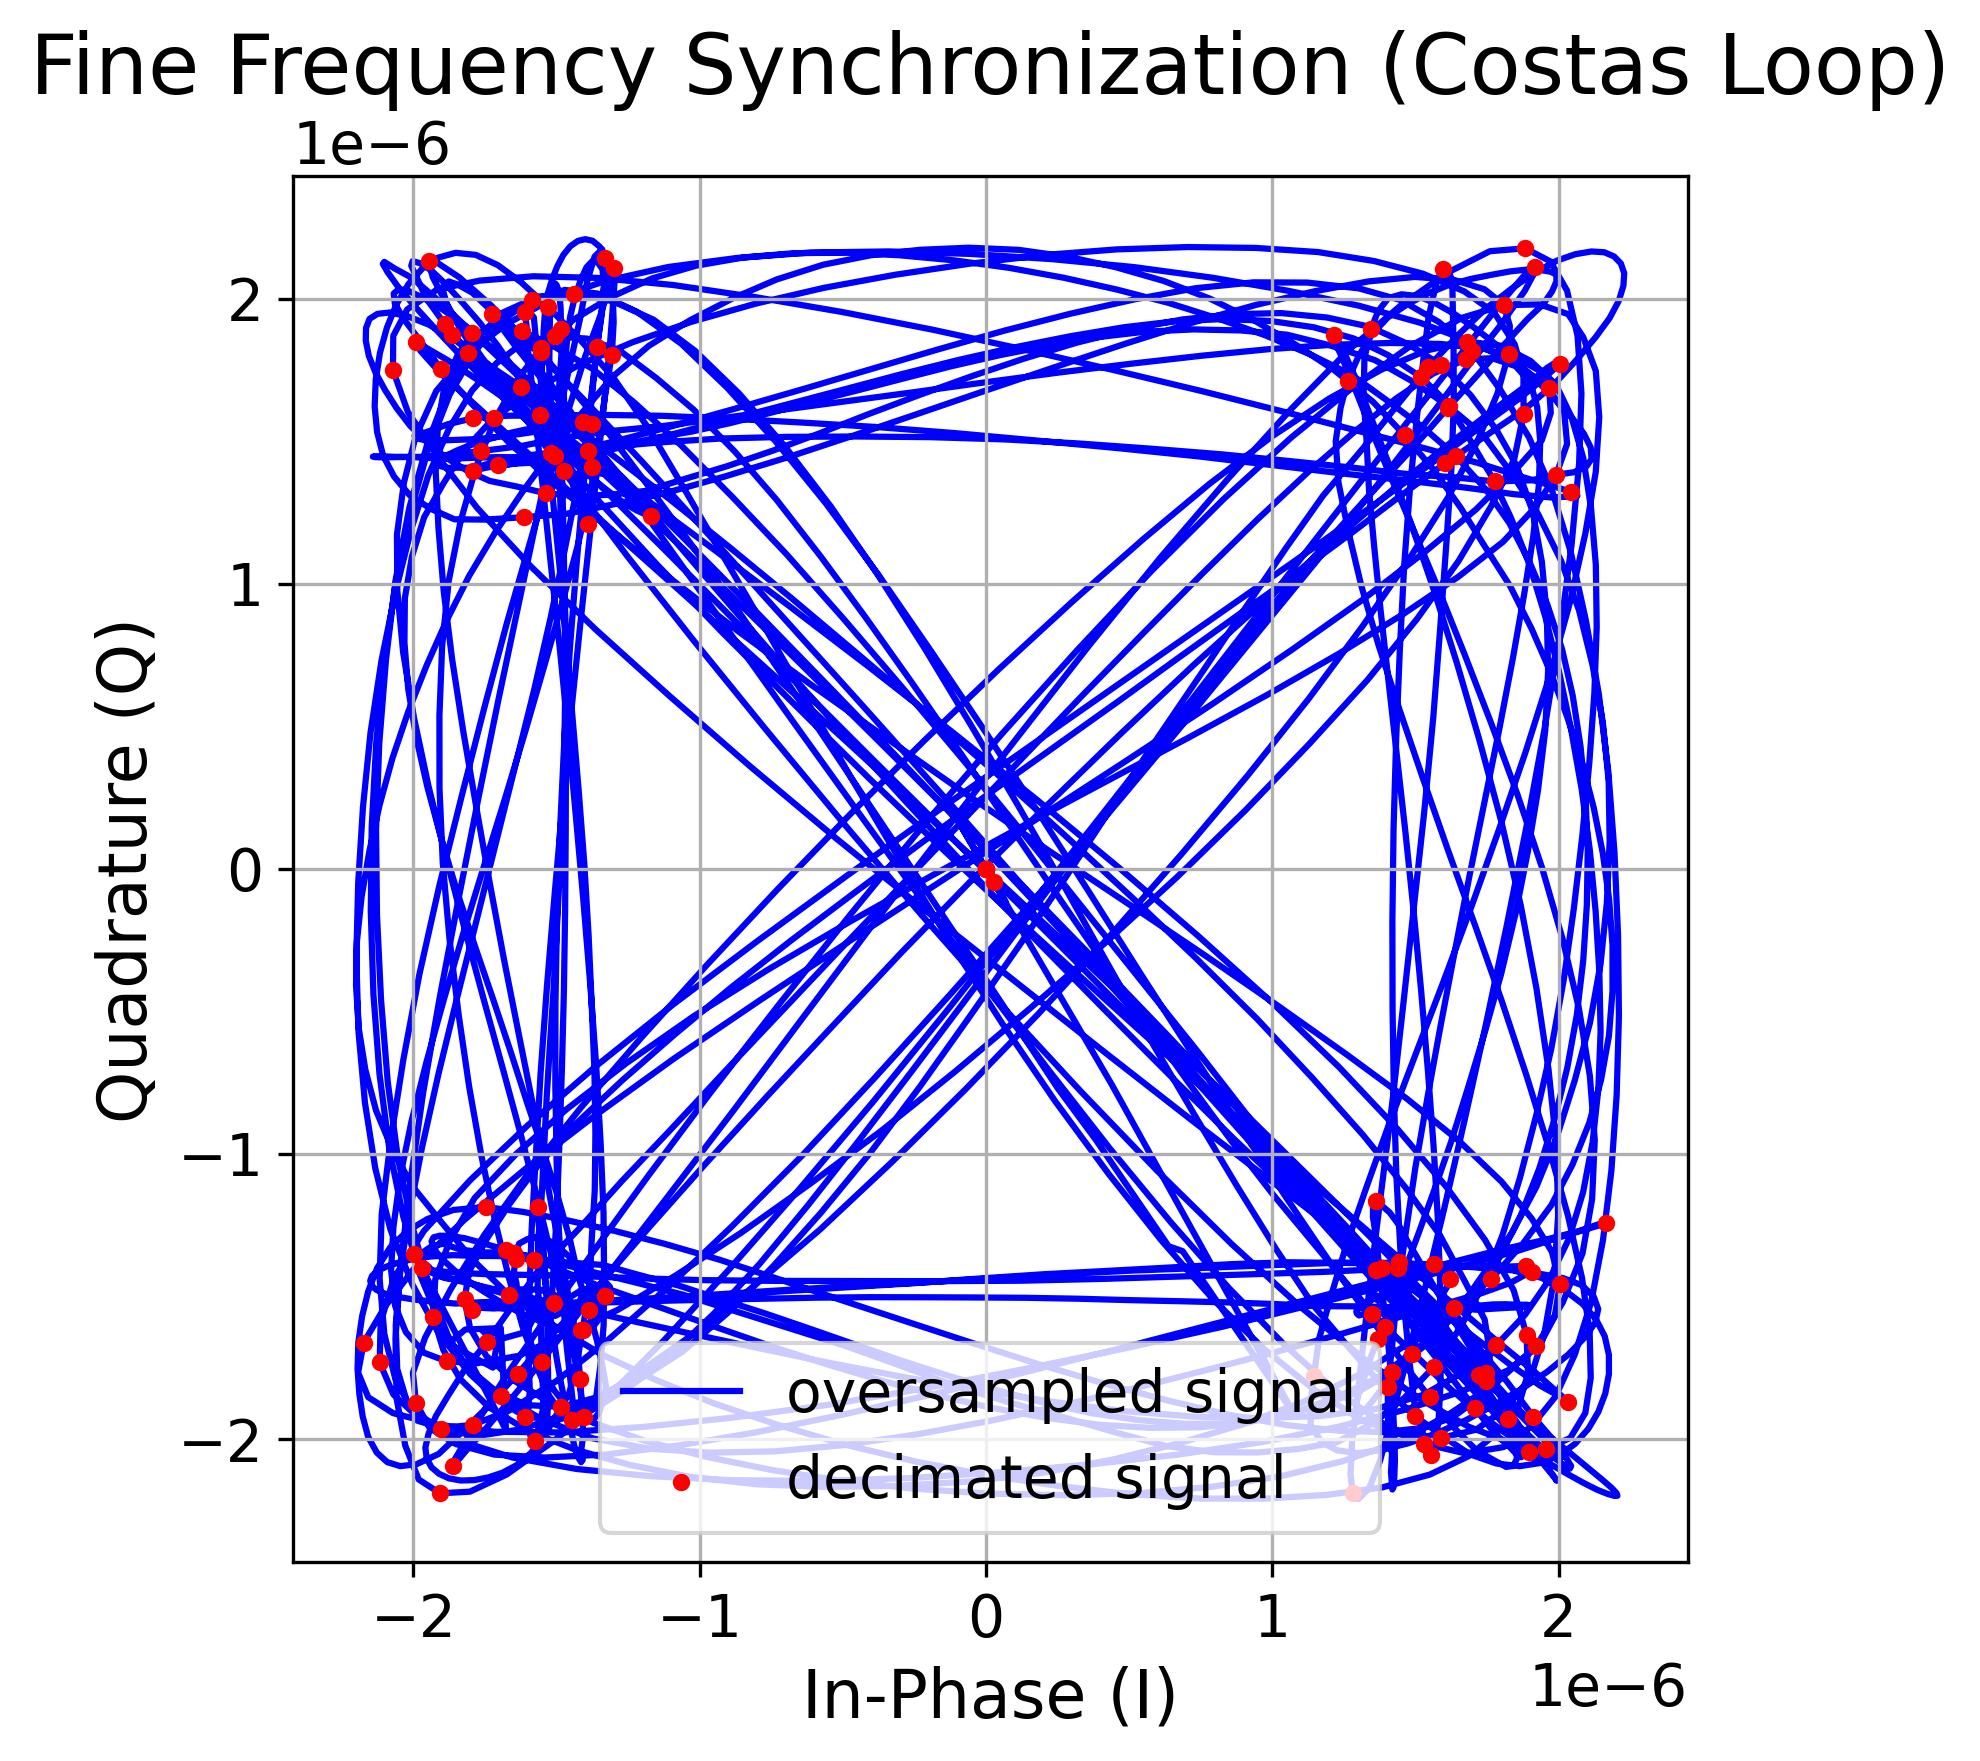 Fine Frequency Synchronization (Costas Loop)
1e−6
2
1
0
−1
−2
Quadrature (Q)
oversampled signal
decimated signal
−2 −1 0 1 2
1e−6
In-Phase (I)